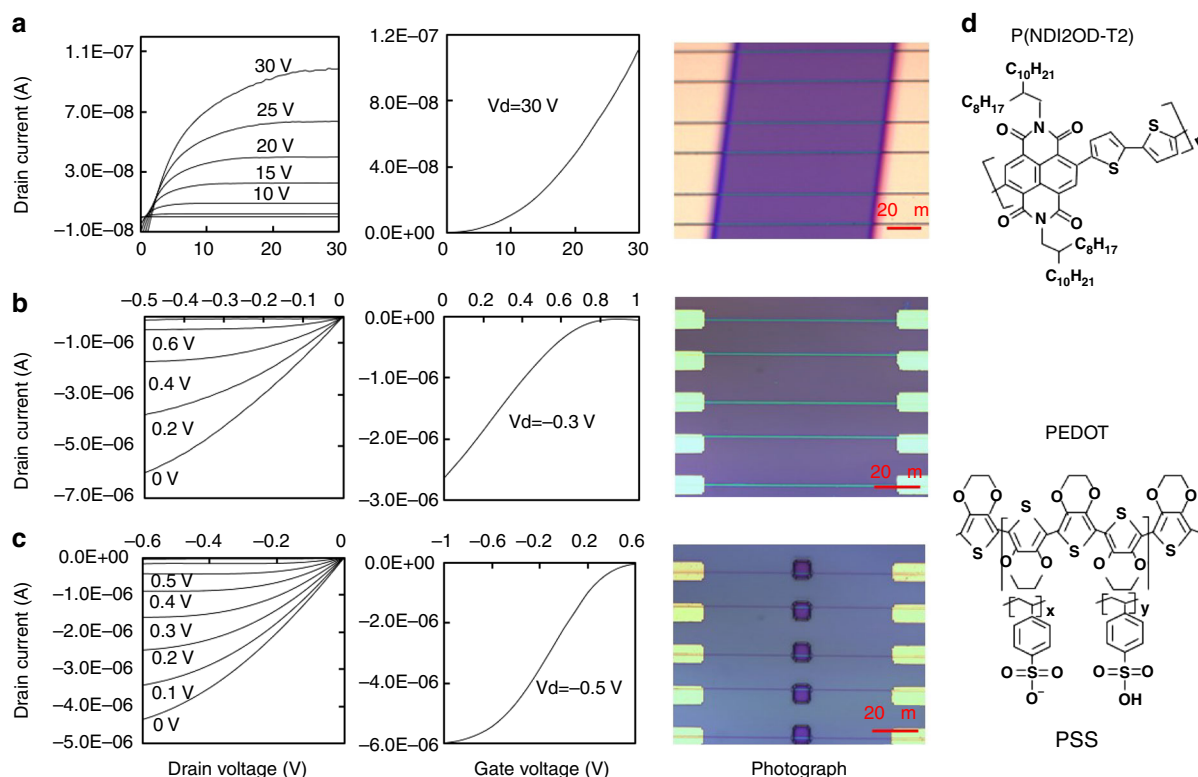 a
Drain current (A)
1.1E–07
7.0E–08
3.0E–08
–1.0E–08
30 V
25 V
20 V
15 V
10 V
0 10 20 30
1.2E–07
8.0E–08
4.0E–08
0.0E+00
Vd=30 V
0 10 20 30
20 m
b
Drain current (A)
–0.5 –0.4 –0.3 –0.2 –0.1 0
–1.0E–06
–3.0E–06
–5.0E–06
–7.0E–06
0.6 V
0.4 V
0.2 V
0 V
0 0.2 0.4 0.6 0.8 1
0.0E+00
–1.0E–06
–2.0E–06
–3.0E–06
Vd=–0.3 V
20 m
c
Drain current (A)
–0.6 –0.4 –0.2 0
0.0E+00
–1.0E–06
–2.0E–06
–3.0E–06
–4.0E–06
–5.0E–06
0.5 V
0.4 V
0.3 V
0.2 V
0.1 V
0 V
Drain voltage (V)
–1 –0.6 –0.2 0.2 0.6
0.0E+00
–2.0E–06
–4.0E–06
–6.0E–06
Vd=–0.5 V
Gate voltage (V)
20 m
Photograph
d
P(NDI2OD-T2)
C10H21
C8H17
O N O
S
S
n
O N O
C8H17
C10H21
PEDOT
O O O O O O
S S
S S S
O O O O
x y
O S O O S O
O– OH
PSS